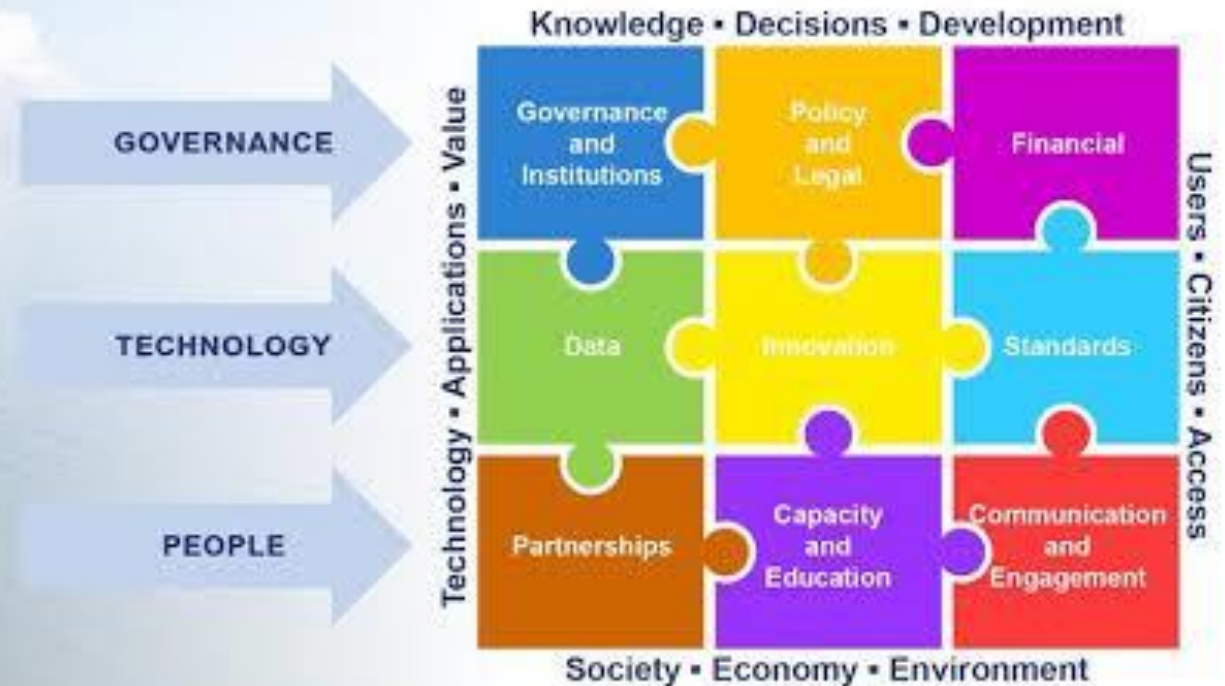 Knowledge ▪ Decisions ▪ Development
GOVERNANCE
Governance
and
Institutions
Policy
and
Legal
Financial
TECHNOLOGY
Data
Innovation
Standards
PEOPLE
Partnerships
Capacity
and
Education
Communication
and
Engagement
Technology ▪ Applications ▪ Value
Users ▪ Citizens ▪ Access
Society ▪ Economy ▪ Environment